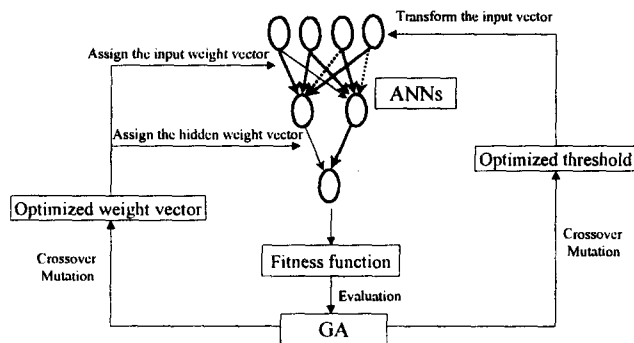 Transform the input vector
Assign the input weight vector
ANNs
Assign the hidden weight vector
Optimized threshold
Optimized weight vector
Crossover
Mutation
Fitness function
Crossover
Mutation
Evaluation
GA